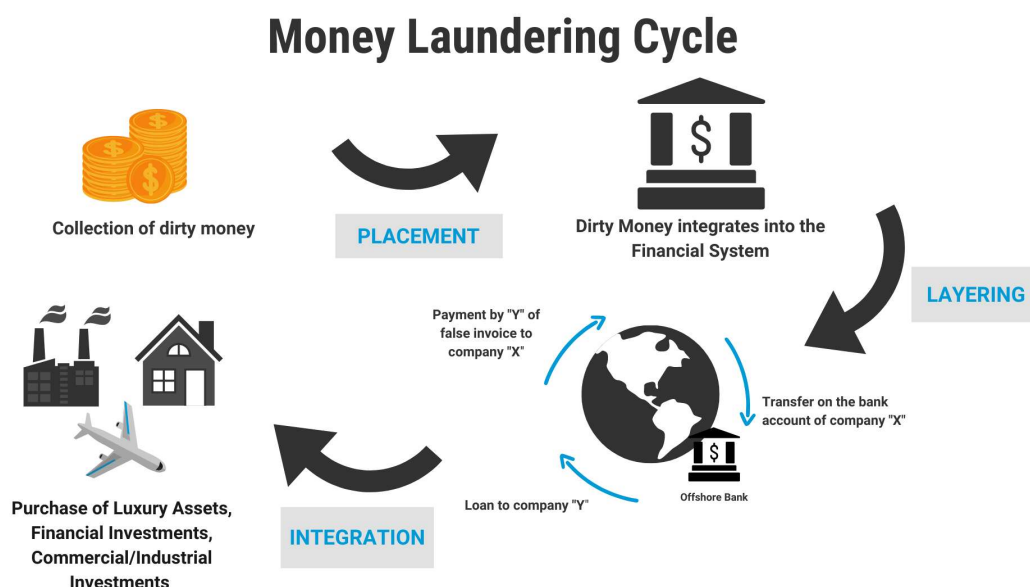 Money Laundering Cycle
$
$
$
$
Collection of dirty money
PLACEMENT
Dirty Money integrates into the
Financial System
LAYERING
Payment by "Y" of
false invoice to
company "X"
Transfer on the bank
account of company "X"
$
Offshore Bank
Loan to company "Y"
INTEGRATION
Purchase of Luxury Assets,
Financial Investments,
Commercial/Industrial
Investments